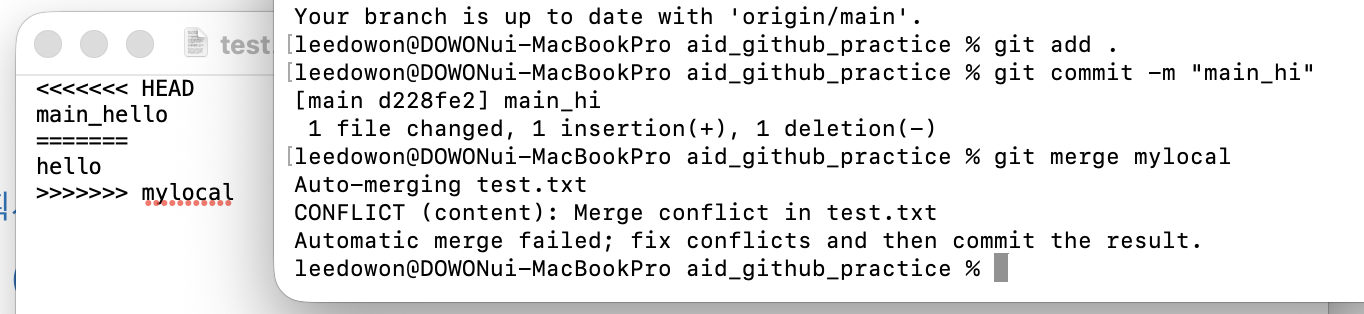 test.
<<<<<<< HEAD
main_hello
=======
hello
>>>>>>> mylocal
Your branch is up to date with 'origin/main'.
[leedowon@DOWONui-MacBookPro aid_github_practice % git add .
[leedowon@DOWONui-MacBookPro aid_github_practice % git commit -m "main_hi"
[main d228fe2] main_hi
 1 file changed, 1 insertion(+), 1 deletion(-)
[leedowon@DOWONui-MacBookPro aid_github_practice % git merge mylocal
Auto-merging test.txt
CONFLICT (content): Merge conflict in test.txt
Automatic merge failed; fix conflicts and then commit the result.
leedowon@DOWONui-MacBookPro aid_github_practice %